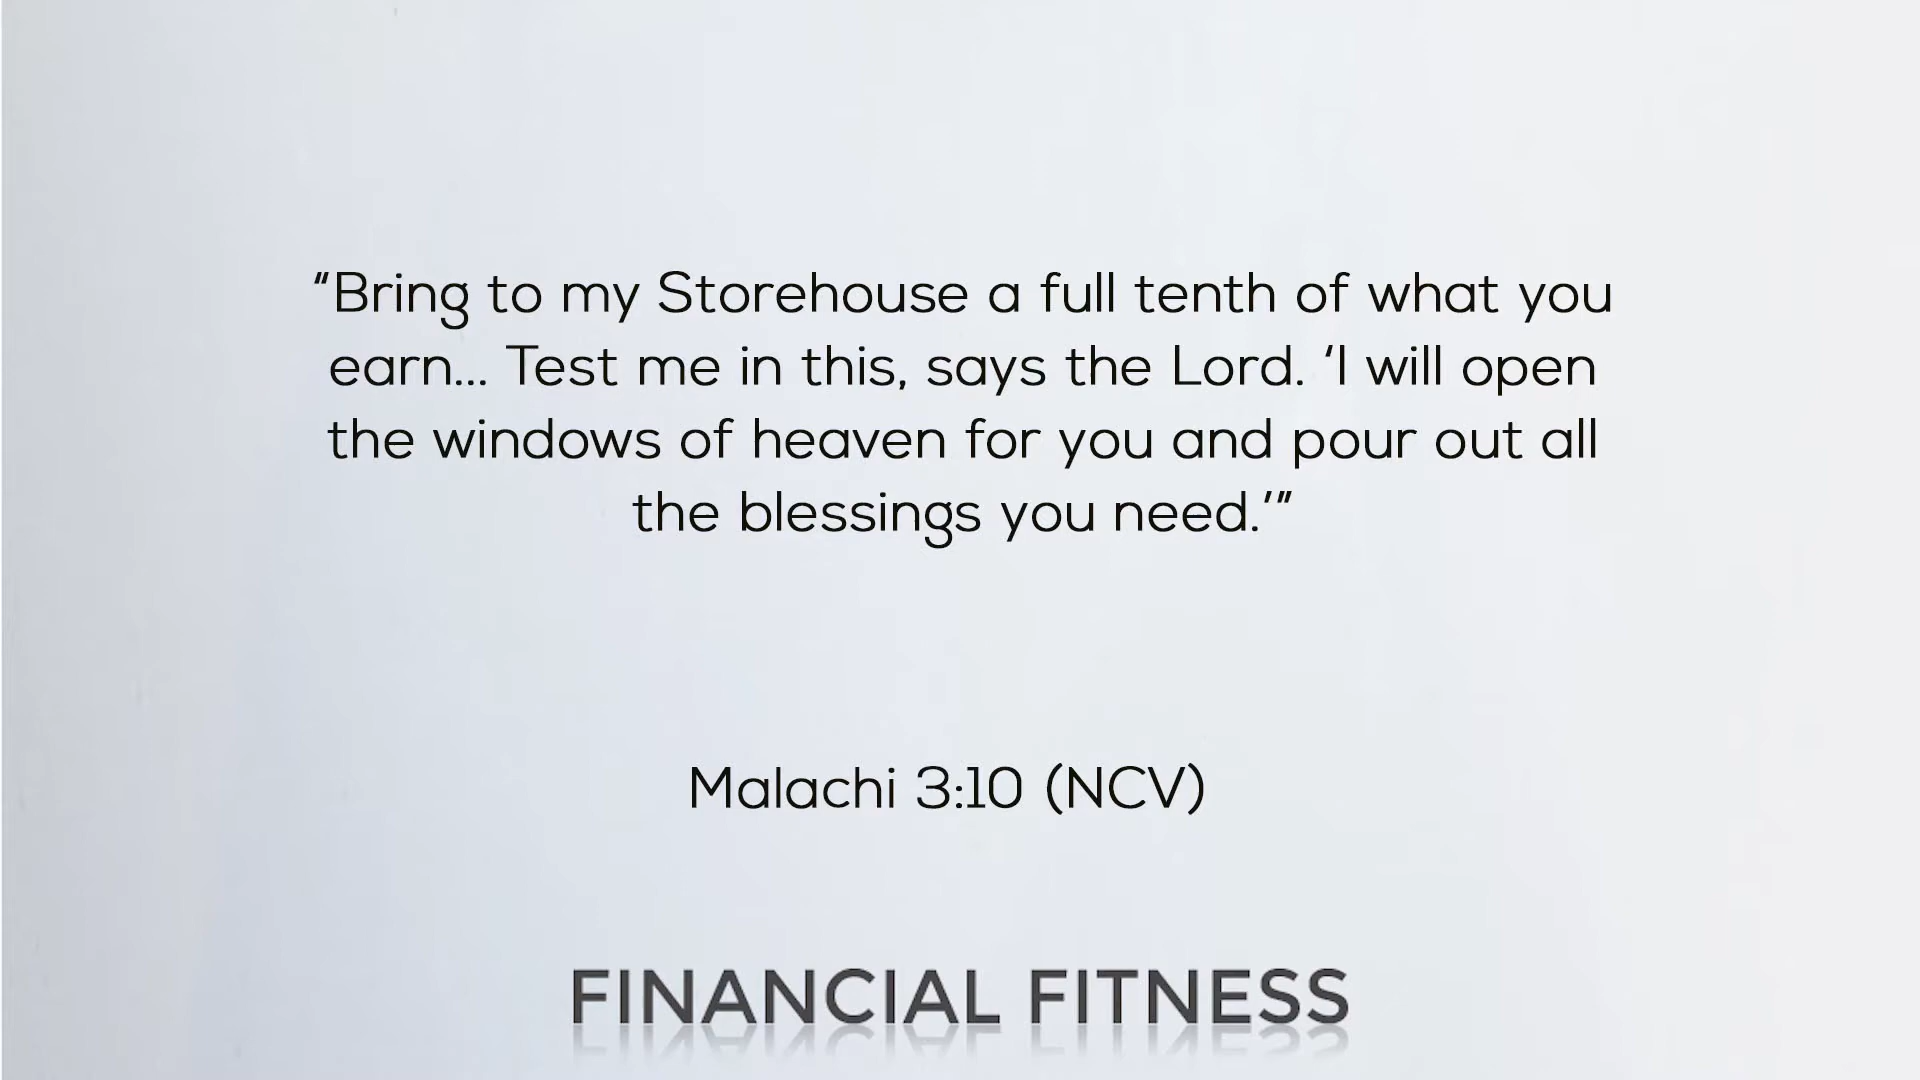 “Bring to my Storehouse a full tenth of what you
earn... Test me in this, says the Lord. ‘I will open
the windows of heaven for you and pour out all
the blessings you need.’”
Malachi 3:10 (NCV)
FINANCIAL FITNESS